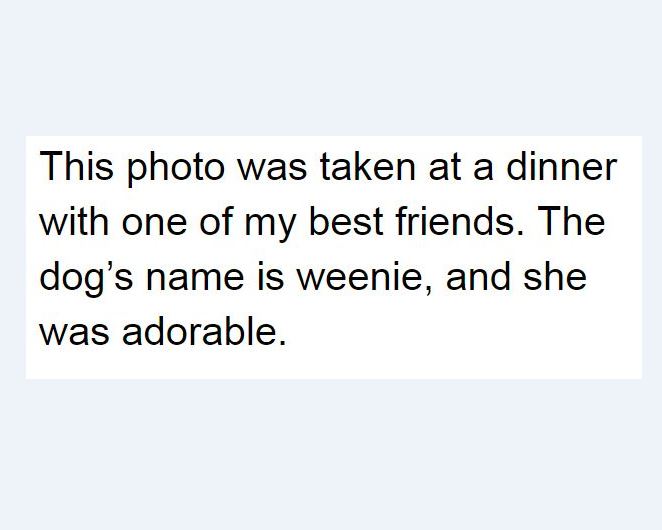 This photo was taken at a dinner
with one of my best friends. The
dog’s name is weenie, and she
was adorable.